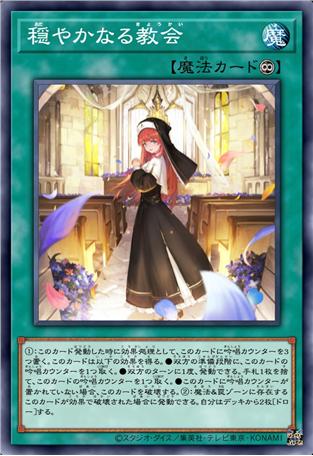 穏やかなる教会
おだ きょうかい
魔
【魔法カード】
①:このカード発動した時に効果処理として、このカードに吟唱カウンターを3
つ置く。このカードは以下の効果を得る。●双方の準備段階に、このカードの
吟唱カウンターを1つ取く。●双方のターンに1度、発動できる。手札1枚を捨
て、このカードの吟唱カウンターを1つ取く。●このカードに吟唱カウンターが
置かれていない場合、このカードを破壊する。②:魔法&罠ゾーンに存在する
このカードが効果で破壊された場合に発動できる。自分はデッキから2枚[ドロ
ー]する。
©スタジオ・ダイス/集英社・テレビ東京・KONAMI